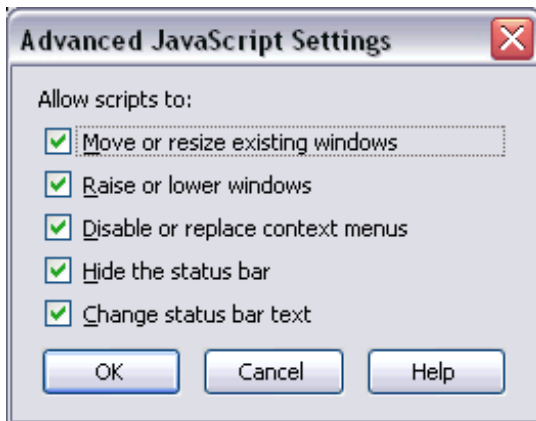 Advanced JavaScript Settings
Allow scripts to:
Move or resize existing windows
Raise or lower windows
Disable or replace context menus
Hide the status bar
Change status bar text
OK Cancel Help